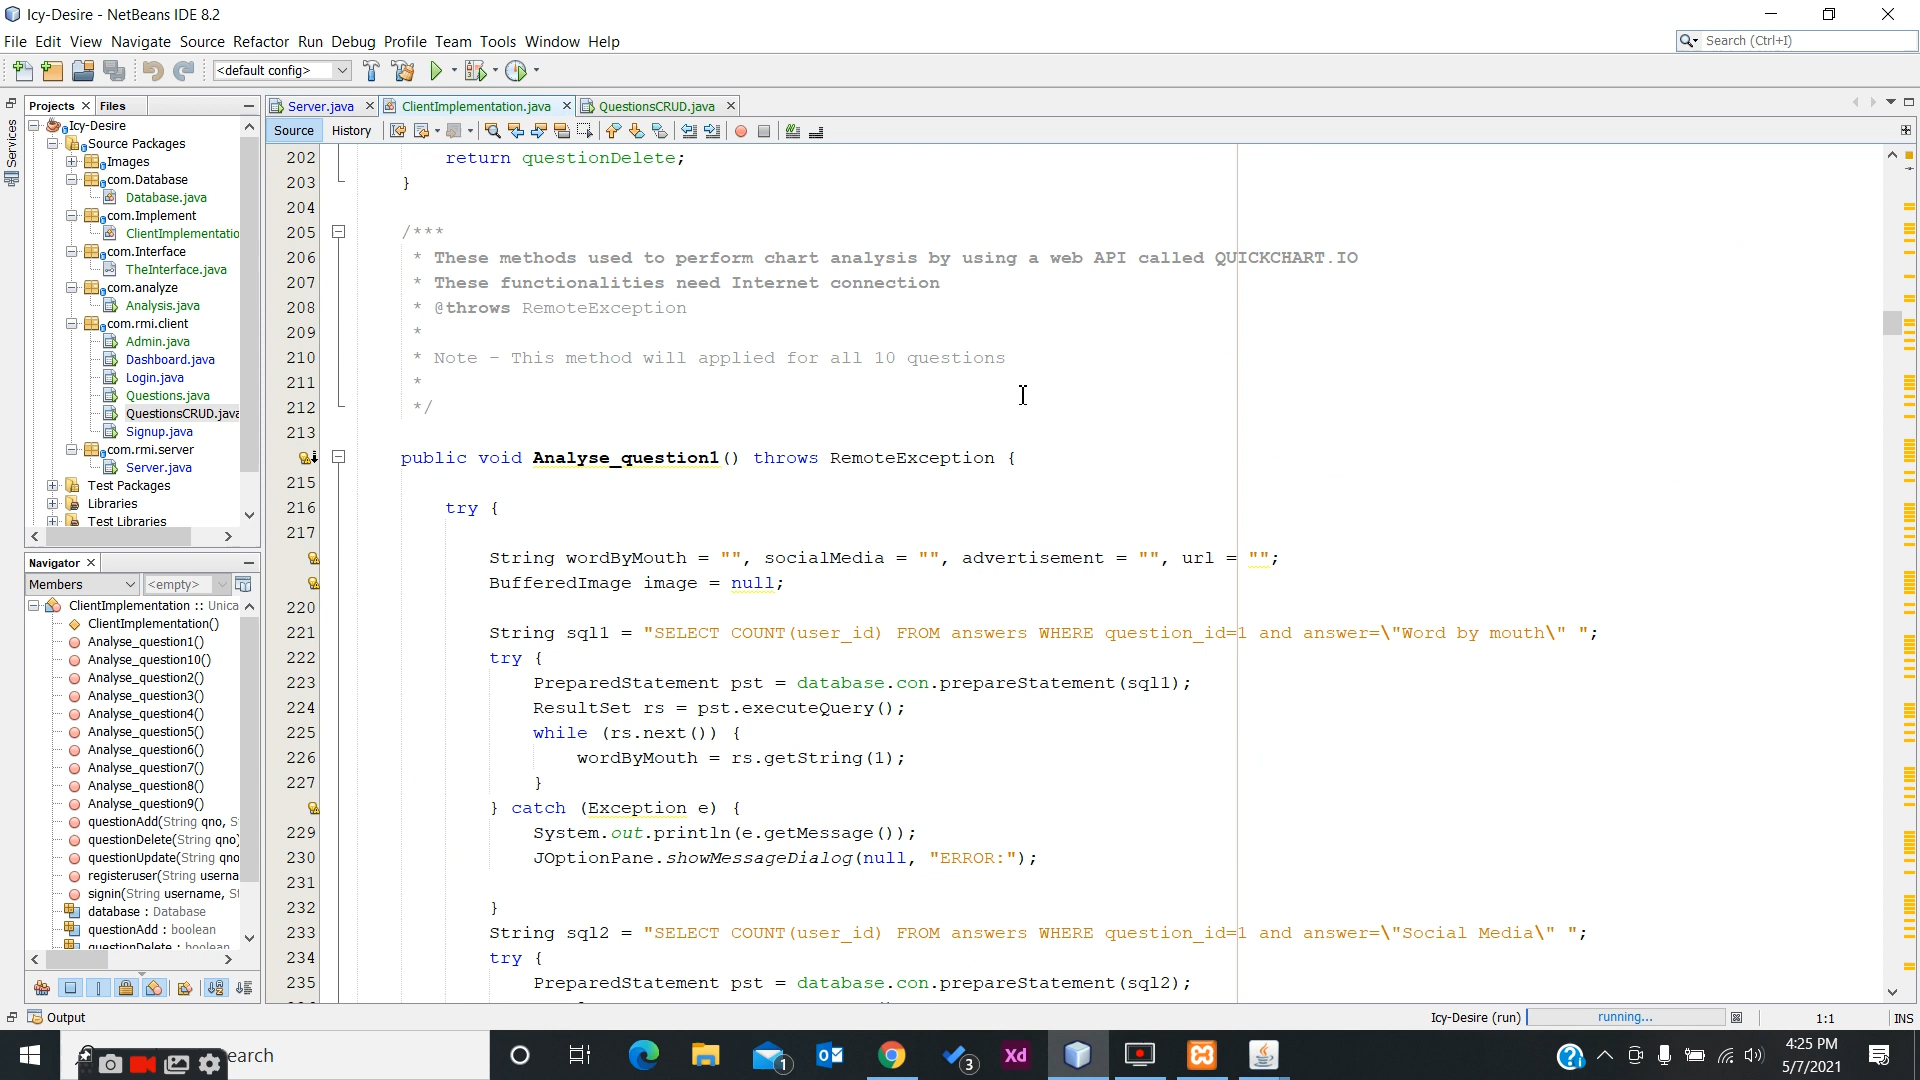 Icy-Desire - NetBeans IDE 8.2
File Edit View Navigate Source Refactor Run Debug Profile Team Tools Window Help
Search (Ctrl+I)
<default config>
Projects Files
Services
Icy-Desire
Source Packages
Images
com.Database
Database.java
com.Implement
ClientImplementatio
com.Interface
TheInterface.java
com.analyze
Analysis.java
com.rmi.client
Admin.java
Dashboard.java
Login.java
Questions.java
QuestionsCRUD.java
Signup.java
com.rmi.server
Server.java
Test Packages
Libraries
Test Libraries
Navigator
Members <empty>
ClientImplementation :: Unica
ClientImplementation()
Analyse_question1()
Analyse_question10()
Analyse_question2()
Analyse_question3()
Analyse_question4()
Analyse_question5()
Analyse_question6()
Analyse_question7()
Analyse_question8()
Analyse_question9()
questionAdd(String qno, S
questionDelete(String qno)
questionUpdate(String qno
registeruser(String userna
signin(String username, St
database : Database
questionAdd : boolean
questionDelete : boolean
Server.java ClientImplementation.java QuestionsCRUD.java
Source History
202 return questionDelete;
203 }
204
205 /***
206 * These methods used to perform chart analysis by using a web API called QUICKCHART.IO
207 * These functionalities need Internet connection
208 * @throws RemoteException
209 *
210 * Note - This method will applied for all 10 questions
211 *
212 */
213
public void Analyse_question1() throws RemoteException {
215
216 try {
217
String wordByMouth = "", socialMedia = "", advertisement = "", url = "";
BufferedImage image = null;
220
221 String sql1 = "SELECT COUNT(user_id) FROM answers WHERE question_id=1 and answer=\"Word by mouth\" ";
222 try {
223 PreparedStatement pst = database.con.prepareStatement(sql1);
224 ResultSet rs = pst.executeQuery();
225 while (rs.next()) {
226 wordByMouth = rs.getString(1);
227 }
} catch (Exception e) {
229 System.out.println(e.getMessage());
230 JOptionPane.showMessageDialog(null, "ERROR:");
231
232 }
233 String sql2 = "SELECT COUNT(user_id) FROM answers WHERE question_id=1 and answer=\"Social Media\" ";
234 try {
235 PreparedStatement pst = database.con.prepareStatement(sql2);
Output
Icy-Desire (run) running... 1:1 INS
earch
1
3
Xd
4:25 PM
5/7/2021